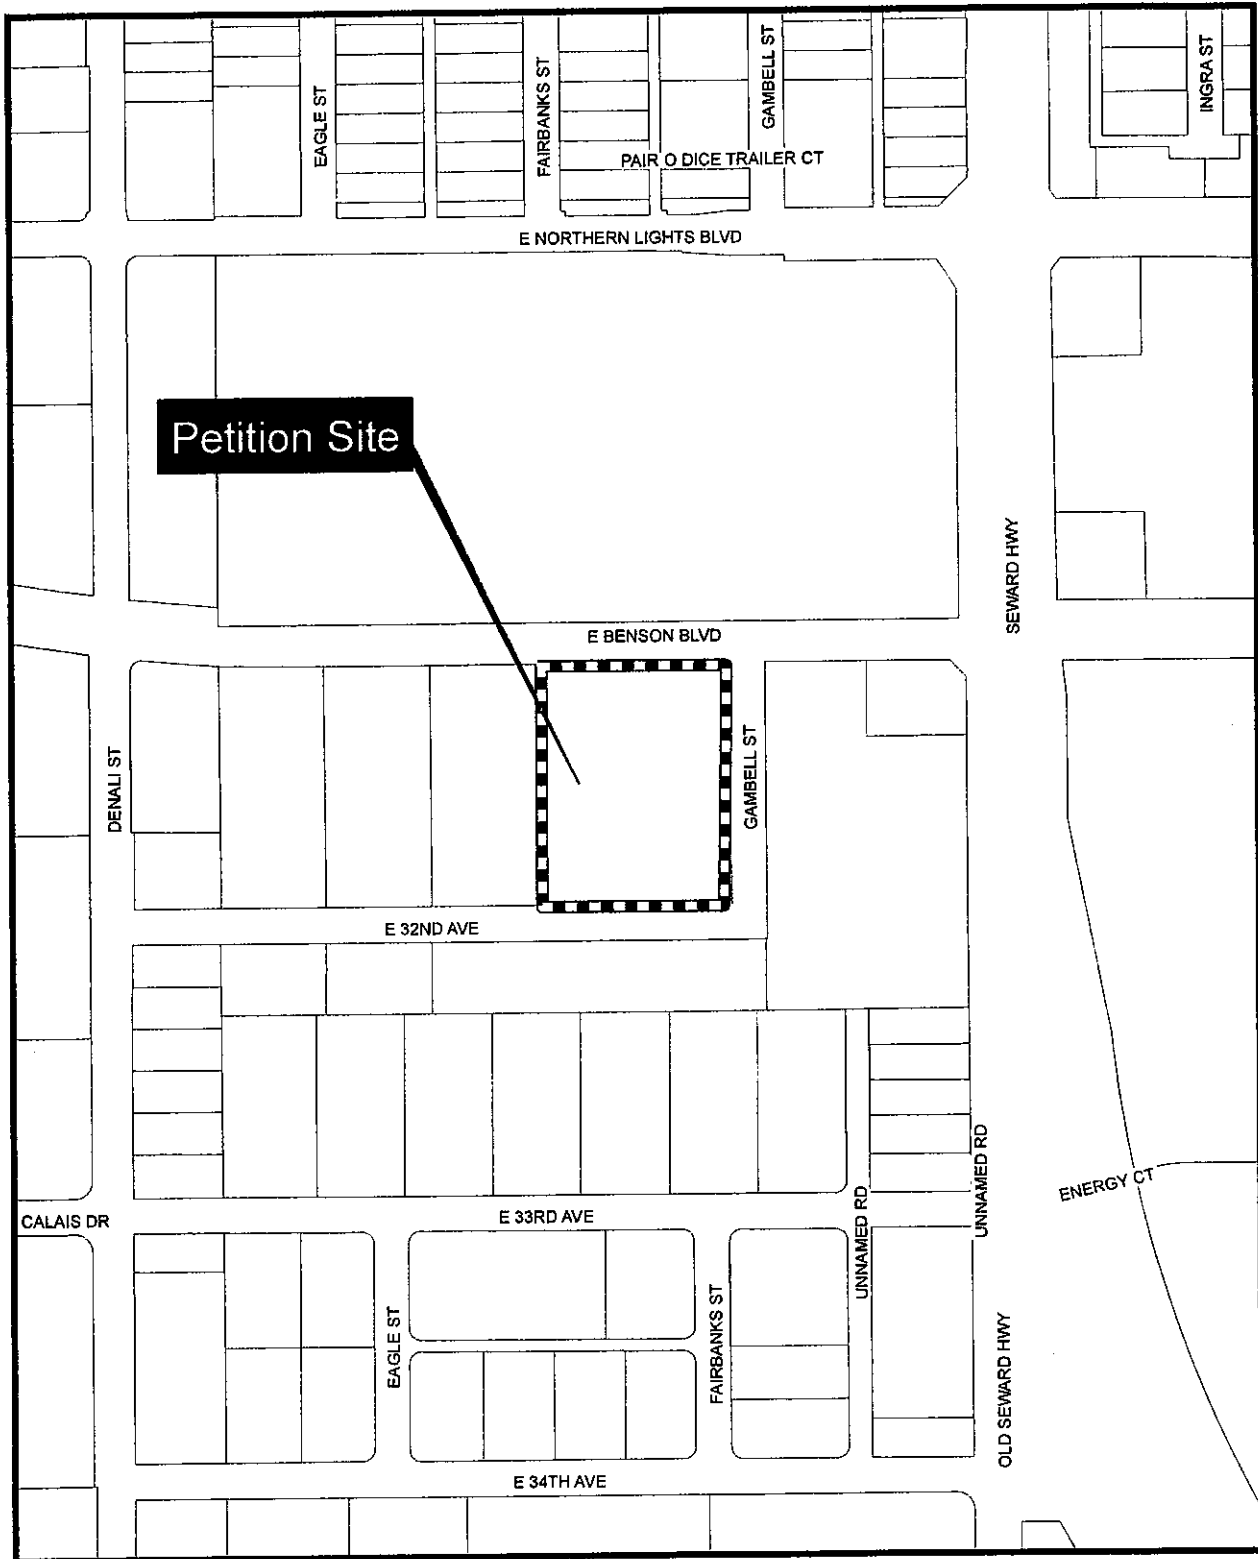 EAGLE ST
FAIRBANKS ST
GAMBELL ST
INGRA ST
PAIR O DICE TRAILER CT
E NORTHERN LIGHTS BLVD
Petition Site
SEWARD HWY
E BENSON BLVD
DENALI ST
GAMBELL ST
E 32ND AVE
UNNAMED RD
ENERGY CT
UNNAMED RD
CALAIS DR
E 33RD AVE
EAGLE ST
FAIRBANKS ST
OLD SEWARD HWY
E 34TH AVE